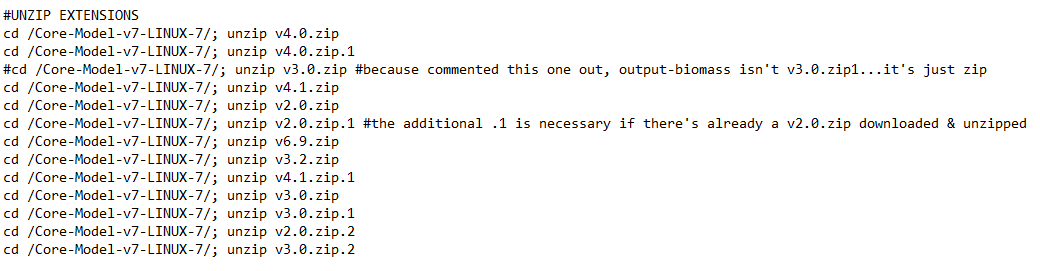 #UNZIP EXTENSIONS
cd /Core-Model-v7-LINUX-7/; unzip v4.0.zip
cd /Core-Model-v7-LINUX-7/; unzip v4.0.zip.1
#cd /Core-Model-v7-LINUX-7/; unzip v3.0.zip #because commented this one out, output-biomass isn't v3.0.zip1...it's just zip
cd /Core-Model-v7-LINUX-7/; unzip v4.1.zip
cd /Core-Model-v7-LINUX-7/; unzip v2.0.zip
cd /Core-Model-v7-LINUX-7/; unzip v2.0.zip.1 #the additional .1 is necessary if there's already a v2.0.zip downloaded & unzipped
cd /Core-Model-v7-LINUX-7/; unzip v6.9.zip
cd /Core-Model-v7-LINUX-7/; unzip v3.2.zip
cd /Core-Model-v7-LINUX-7/; unzip v4.1.zip.1
cd /Core-Model-v7-LINUX-7/; unzip v3.0.zip
cd /Core-Model-v7-LINUX-7/; unzip v3.0.zip.1
cd /Core-Model-v7-LINUX-7/; unzip v2.0.zip.2
cd /Core-Model-v7-LINUX-7/; unzip v3.0.zip.2